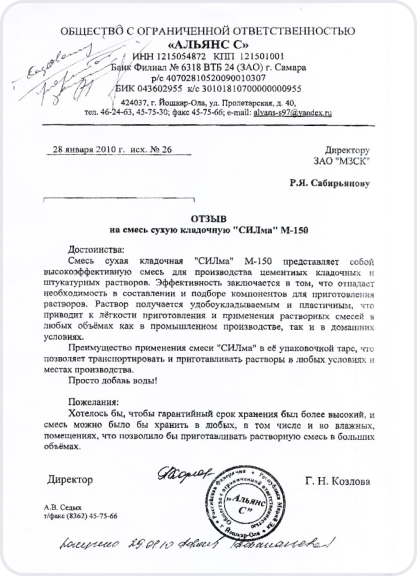 ОБЩЕСТВО С ОГРАНИЧЕННОЙ ОТВЕТСТВЕННОСТЬЮ
«АЛЬЯНС С»
ИНН 1215054872 КПП 121501001
Банк Филиал № 6318 ВТБ 24 (ЗАО) г. Самара
р/с 40702810520090010307
БИК 043602955 к/с 30101810700000000955
424037, г. Йошкар-Ола, ул. Пролетарская, д. 40,
тел. 46-24-63, 45-75-30; факс 45-75-66; e-mail: alyans-s97@yandex.ru
28 января 2010 г. исх. № 26
Директору
ЗАО "МЗСК"
Р.Я. Сабирьянову
ОТЗЫВ
на смесь сухую кладочную "СИЛма" М-150
Достоинства:
Смесь сухая кладочная "СИЛма" М-150 представляет собой
высокоэффективную смесь для производства цементных кладочных и
штукатурных растворов. Эффективность заключается в том, что отпадает
необходимость в составлении и подборе компонентов для приготовления
растворов. Раствор получается удобоукладываемым и пластичным, что
приводит к лёгкости приготовления и применения растворных смесей в
любых объёмах как в промышленном производстве, так и в домашних
условиях.
Преимущество применения смеси "СИЛма" в её упаковочной таре, что
позволяет транспортировать и приготавливать растворы в любых условиях и
местах производства.
Просто добавь воды!
Пожелания:
Хотелось бы, чтобы гарантийный срок хранения был более высокий, и
смесь можно было бы хранить в любых, в том числе и во влажных,
помещениях, что позволило бы приготавливать растворную смесь в больших
объёмах.
Директор
Г. Н. Козлова
"Альянс
С"
А.В. Седых
т/факс (8362) 45-75-66